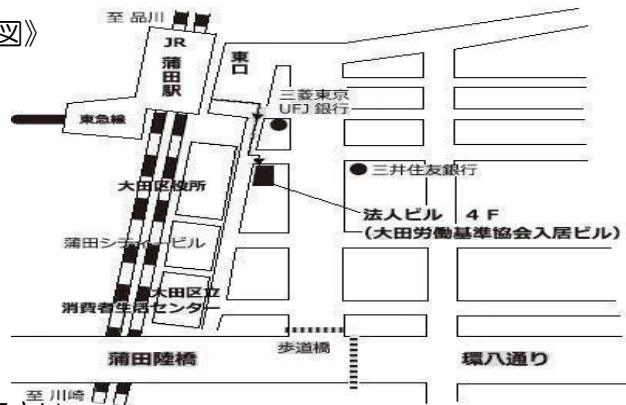 図》
至 品川
JR
蒲田駅
東口
三菱東京
UFJ 銀行
東急線
大田区役所
三井住友銀行
法人ビル 4F
(大田労働基準協会入居ビル)
蒲田シティービル
大田区立
消費者生活センター
歩道橋
蒲田陸橋
環八通り
至 川崎